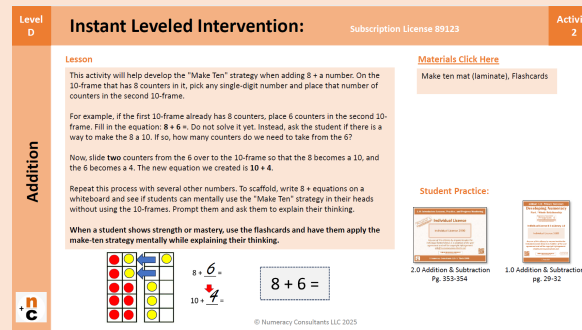 Level
D
Instant Leveled Intervention:
Subscription License 89123
Activi
2
Lesson
This activity will help develop the "Make Ten" strategy when adding 8 + a number. On the
10-frame that has 8 counters in it, pick any single-digit number and place that number of
counters in the second 10-frame.
For example, if the first 10-frame already has 8 counters, place 6 counters in the second 10-
frame. Fill in the equation: 8 + 6 =. Do not solve it yet. Instead, ask the student if there is a
way to make the 8 a 10. If so, how many counters do we need to take from the 6?
Now, slide two counters from the 6 over to the 10-frame so that the 8 becomes a 10, and
the 6 becomes a 4. The new equation we created is 10 + 4.
Repeat this process with several other numbers. To scaffold, write 8 + equations on a
whiteboard and see if students can mentally use the "Make Ten" strategy in their heads
without using the 10-frames. Prompt them and ask them to explain their thinking.
When a student shows strength or mastery, use the flashcards and have them apply the
make-ten strategy mentally while explaining their thinking.
Materials Click Here
Make ten mat (laminate), Flashcards
Addition
Student Practice:
Individual License
Developing Numeracy
2.0 Addition & Subtraction
Pg. 353-354
1.0 Addition & Subtraction
pg. 29-32
8 + 6 =
10 + 4 =
8 + 6 =
+n
c
© Numeracy Consultants LLC 2025